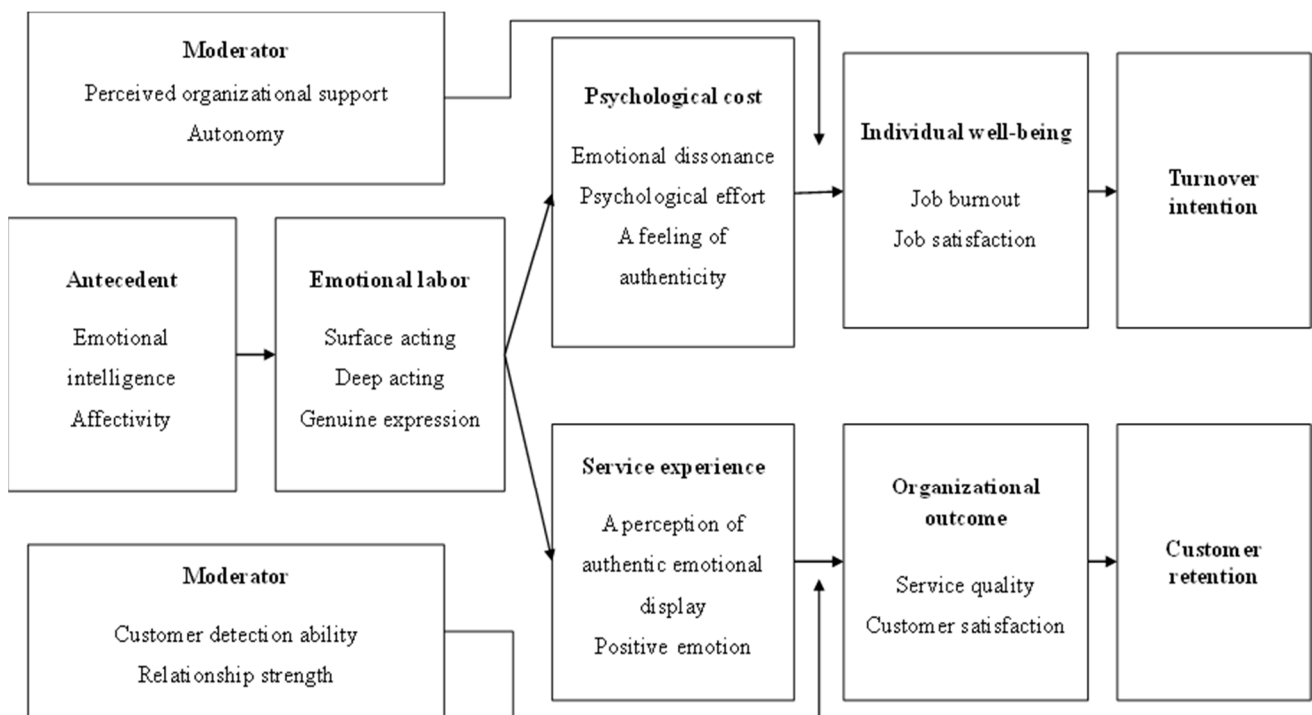 Moderator
Perceived organizational support
Autonomy
Antecedent
Emotional
intelligence
Affectivity
Emotional labor
Surface acting
Deep acting
Genuine expression
Psychological cost
Emotional dissonance
Psychological effort
A feeling of
authenticity
Individual well-being
Job burnout
Job satisfaction
Turnover
intention
Moderator
Customer detection ability
Relationship strength
Service experience
A perception of
authentic emotional
display
Positive emotion
Organizational
outcome
Service quality
Customer satisfaction
Customer
retention